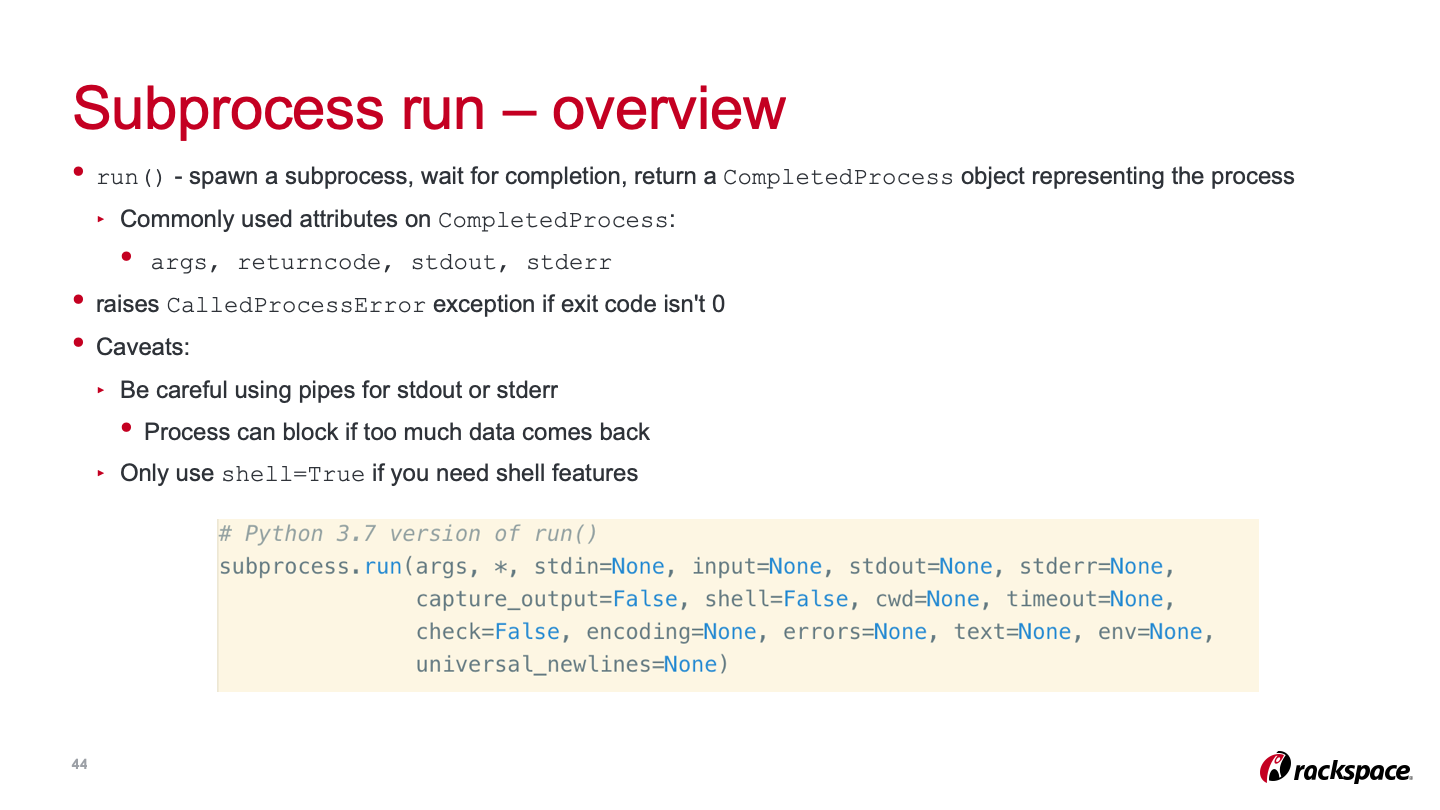 Subprocess run – overview
• run() - spawn a subprocess, wait for completion, return a CompletedProcess object representing the process
‣ Commonly used attributes on CompletedProcess:
• args, returncode, stdout, stderr
• raises CalledProcessError exception if exit code isn't 0
• Caveats:
‣ Be careful using pipes for stdout or stderr
• Process can block if too much data comes back
‣ Only use shell=True if you need shell features
# Python 3.7 version of run()
subprocess.run(args, *, stdin=None, input=None, stdout=None, stderr=None,
capture_output=False, shell=False, cwd=None, timeout=None,
check=False, encoding=None, errors=None, text=None, env=None,
universal_newlines=None)
44
rackspace.